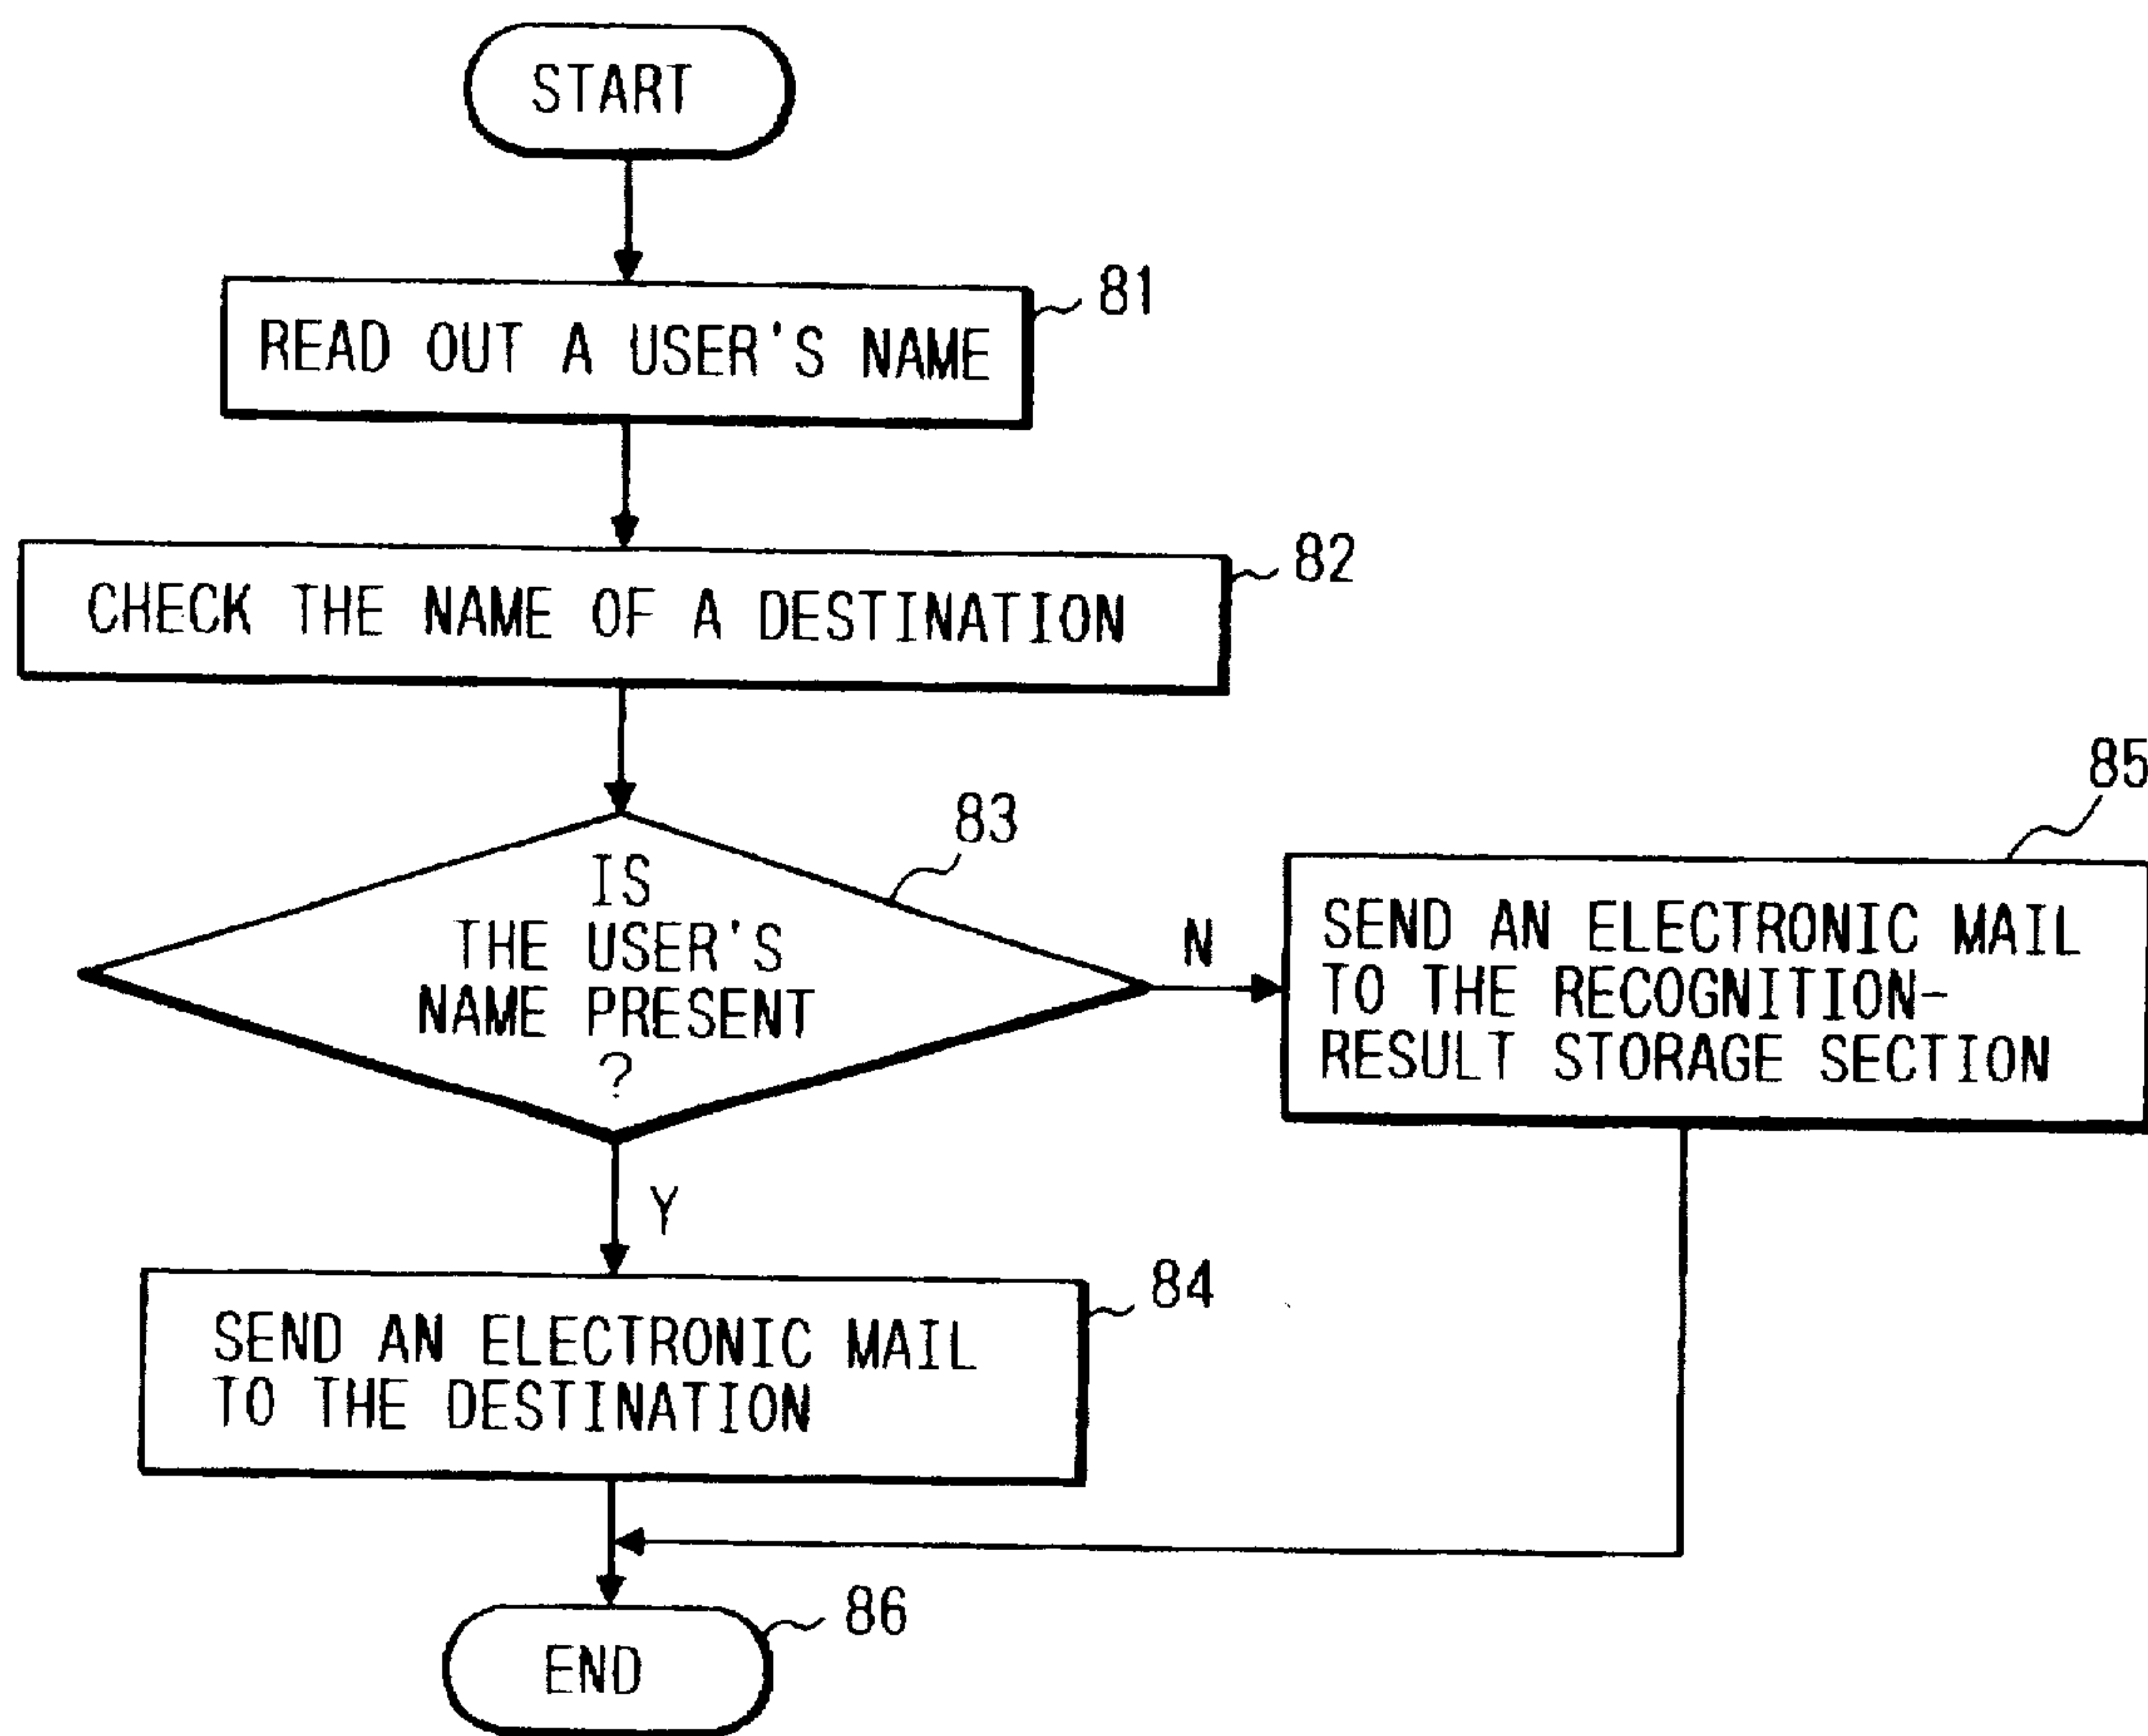 START
81
READ OUT A USER'S NAME
82
CHECK THE NAME OF A DESTINATION
83
IS
THE USER'S
NAME PRESENT
?
N
85
SEND AN ELECTRONIC MAIL
TO THE RECOGNITION-
RESULT STORAGE SECTION
Y
84
SEND AN ELECTRONIC MAIL
TO THE DESTINATION
86
END